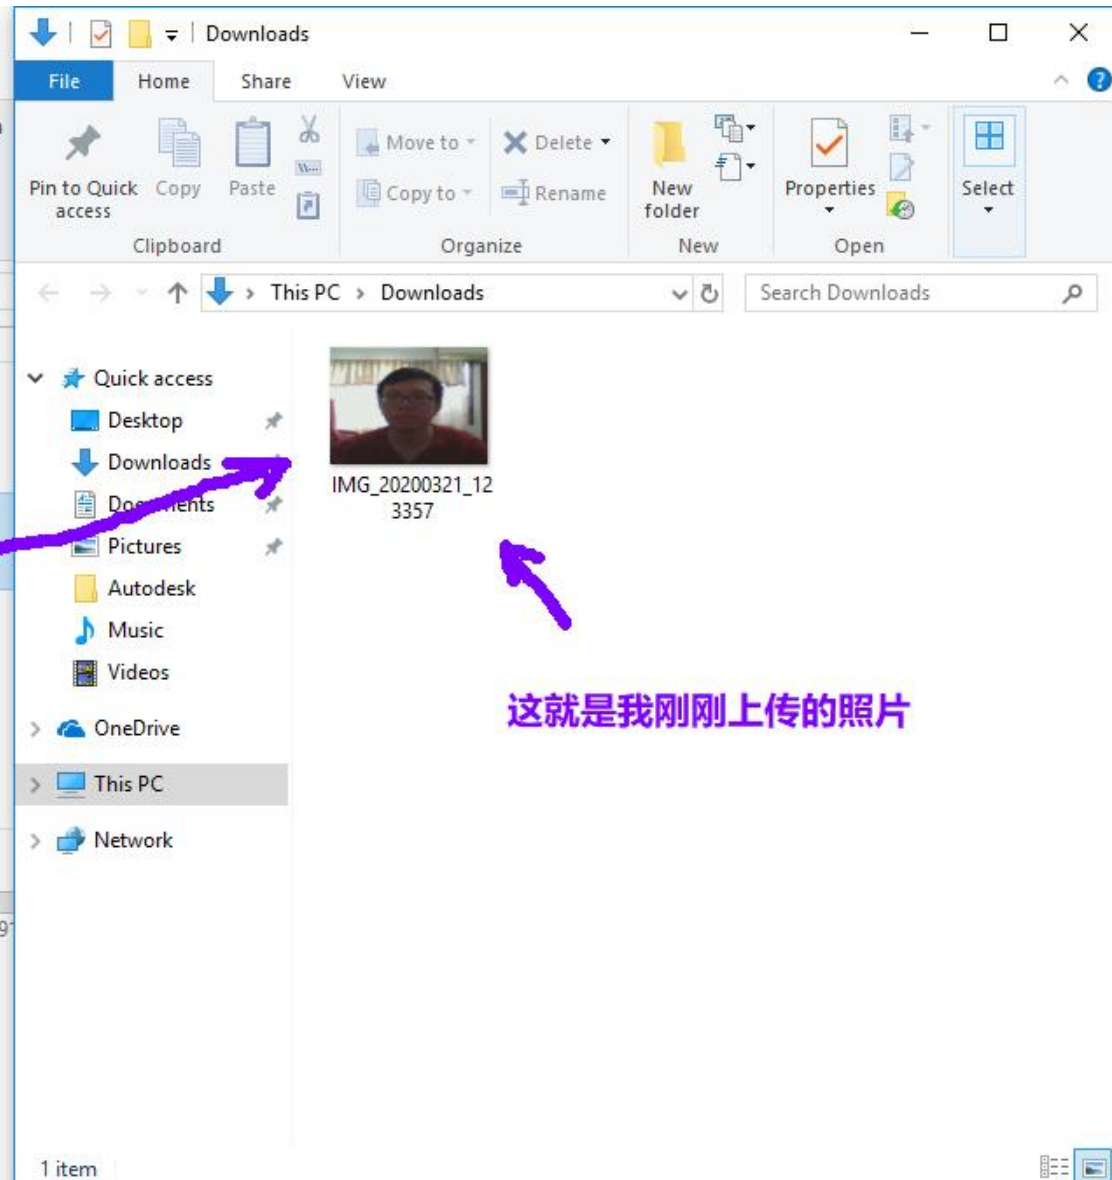 Downloads
File Home Share View
Pin to Quick access
Copy
Paste
Move to
Copy to
Delete
Rename
New folder
Properties
Select
Clipboard Organize New Open
This PC > Downloads
Search Downloads
Quick access
Desktop
Downloads
Documents
Pictures
Autodesk
Music
Videos
OneDrive
This PC
Network
IMG_20200321_12
3357
这就是我刚刚上传的照片
1 item